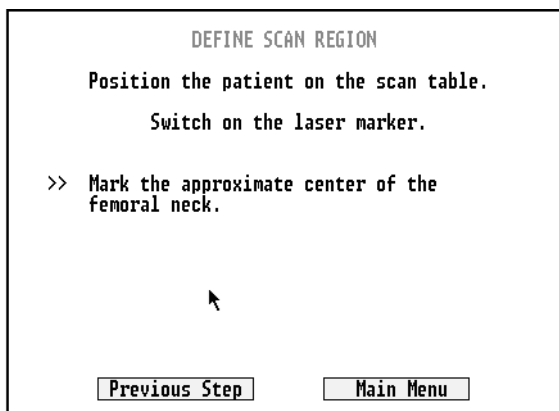 DEFINE SCAN REGION
Position the patient on the scan table.
Switch on the laser marker.
>> Mark the approximate center of the
femoral neck.
Previous Step
Main Menu